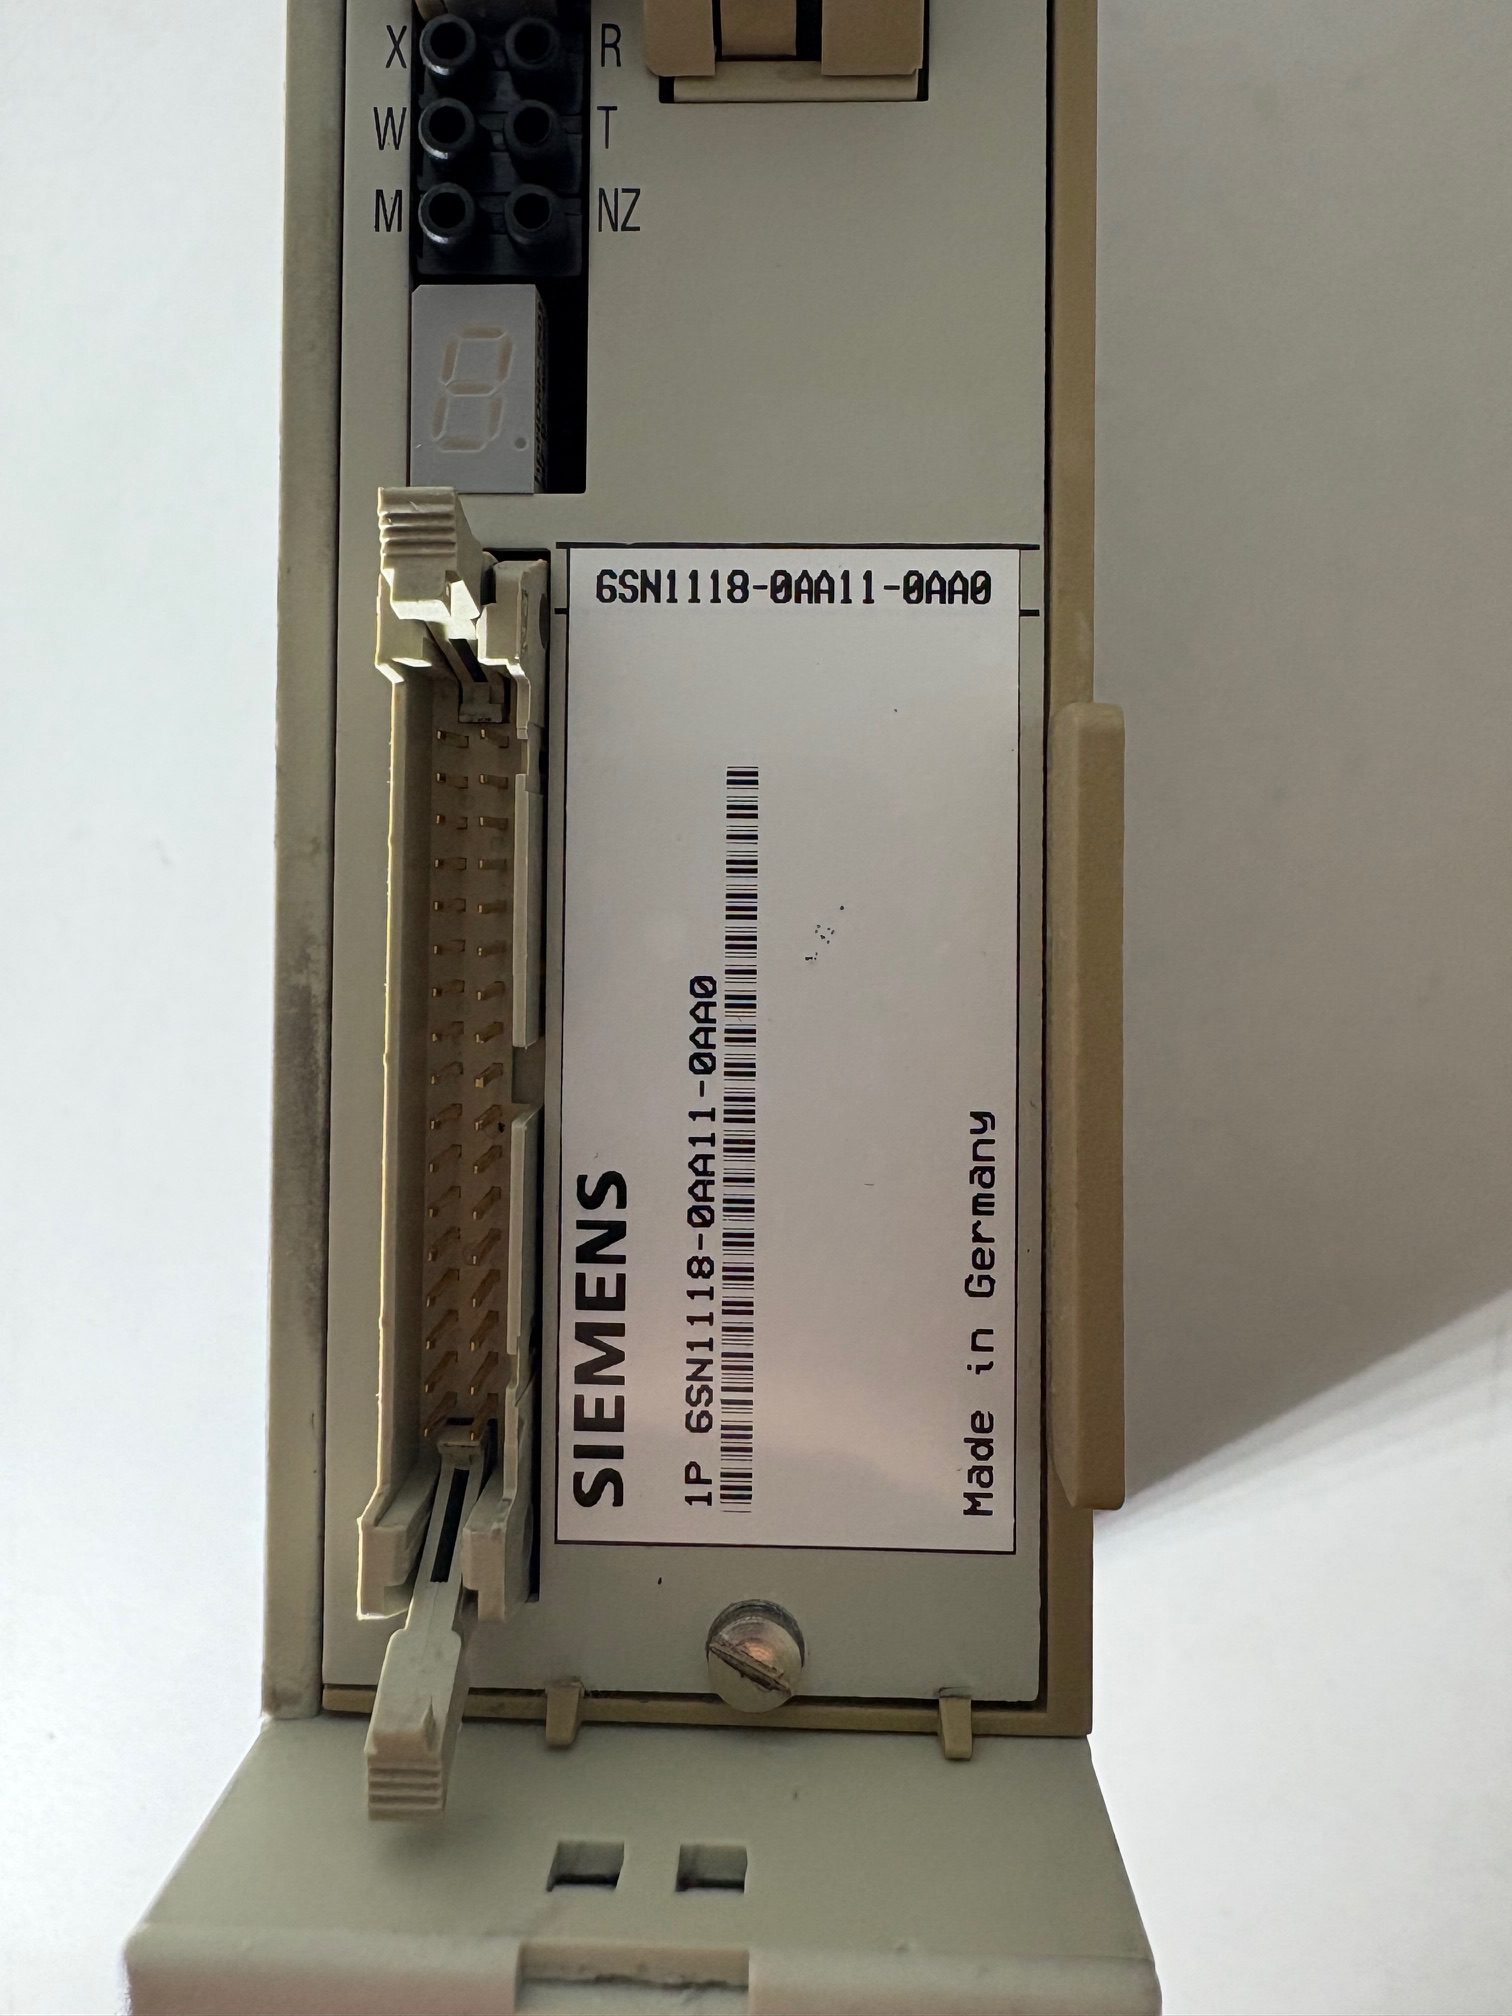 X R
W T
M NZ
6SN1118-0AA11-0AA0
SIEMENS
1P 6SN1118-0AA11-0AA0
Made in Germany